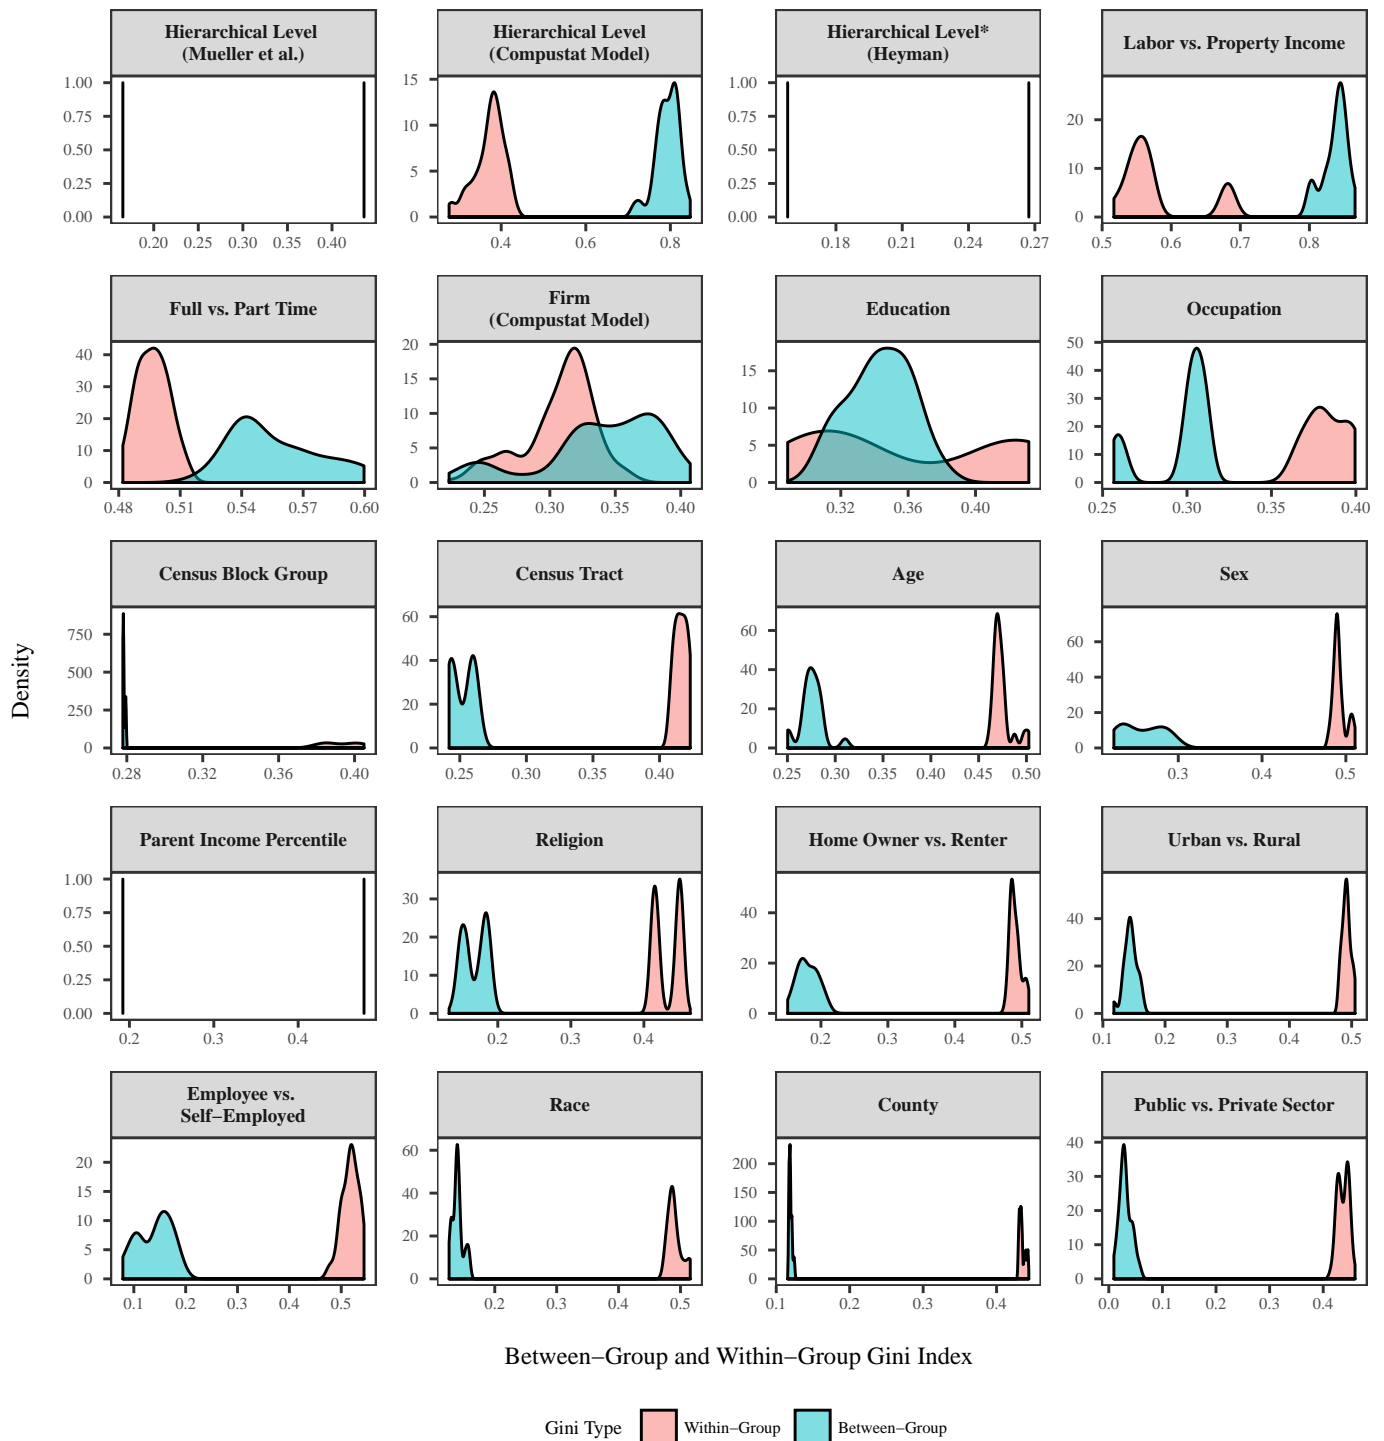 Hierarchical Level
(Mueller et al.)
Hierarchical Level
(Compustat Model)
Hierarchical Level*
(Heyman)
Labor vs. Property Income
1.00
0.75
0.50
0.25
0.00
0.20 0.25 0.30 0.35 0.40
15
10
5
0
0.4 0.6 0.8
1.00
0.75
0.50
0.25
0.00
0.18 0.21 0.24 0.27
20
10
0
0.5 0.6 0.7 0.8
Full vs. Part Time
Firm
(Compustat Model)
Education
Occupation
40
30
20
10
0
0.48 0.51 0.54 0.57 0.60
20
15
10
5
0
0.25 0.30 0.35 0.40
15
10
5
0
0.32 0.36 0.40
50
40
30
20
10
0
0.25 0.30 0.35 0.40
Census Block Group
Census Tract
Age
Sex
750
500
250
0
0.28 0.32 0.36 0.40
60
40
20
0
0.25 0.30 0.35 0.40
60
40
20
0
0.25 0.30 0.35 0.40 0.45 0.50
60
40
20
0
0.3 0.4 0.5
Parent Income Percentile
Religion
Home Owner vs. Renter
Urban vs. Rural
1.00
0.75
0.50
0.25
0.00
0.2 0.3 0.4
30
20
10
0
0.2 0.3 0.4
40
20
0
0.2 0.3 0.4 0.5
40
20
0
0.1 0.2 0.3 0.4 0.5
Employee vs.
Self−Employed
Race
County
Public vs. Private Sector
20
15
10
5
0
0.1 0.2 0.3 0.4 0.5
60
40
20
0
0.2 0.3 0.4 0.5
200
150
100
50
0
0.1 0.2 0.3 0.4
40
30
20
10
0
0.0 0.1 0.2 0.3 0.4
Density
Between−Group and Within−Group Gini Index
Gini Type Within−Group Between−Group